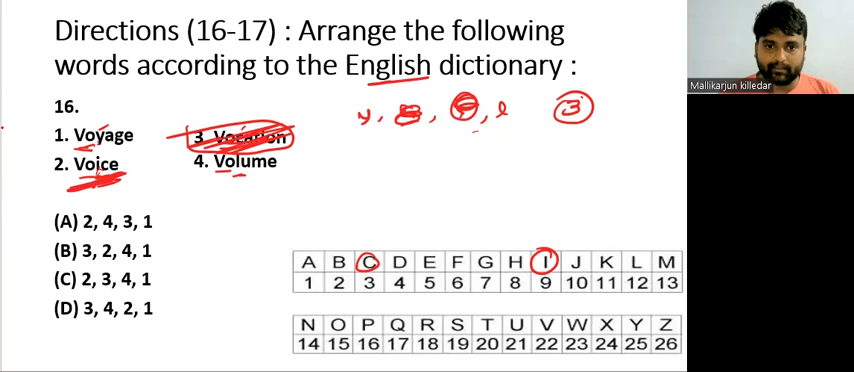 Directions (16-17) : Arrange the following
words according to the English dictionary :
16.
1. Voyage 3. Vocation
2. Voice 4. Volume
y, , , l 3
(A) 2, 4, 3, 1
(B) 3, 2, 4, 1
(C) 2, 3, 4, 1
(D) 3, 4, 2, 1
A B C D E F G H I J K L M
1 2 3 4 5 6 7 8 9 10 11 12 13
N O P Q R S T U V W X Y Z
14 15 16 17 18 19 20 21 22 23 24 25 26
Mallikarjun killedar